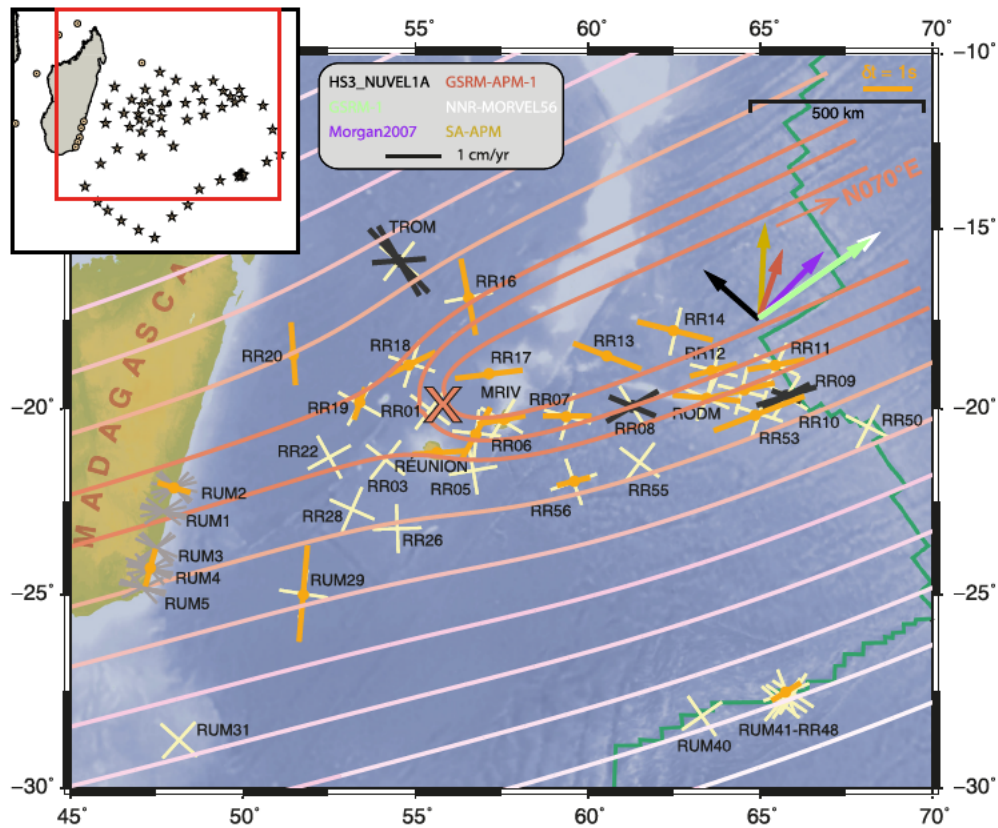 55° 60° 65° 70°
-10°
HS3_NUVEL1A GSRM-APM-1
NNR-MORVEL56
Morgan2007 SA-APM
1 cm/yr
δt = 1s
500 km
N070°E
-15°
TROM
RR16
RR14
RR20
RR18
RR13
RR12
RR11
RR17
MRIV
RR09
RR19
RR01
RR07
RODM
RR10
RR50
-20°
RR08
RR53
RR06
RR22
RÉUNION
RR03
RR05
RR55
RR56
RR28
RR26
MADAGASCA
RUM2
RUM1
RUM3
RUM4
RUM5
RUM29
-25°
RUM31
RUM40
RUM41-RR48
-30° -30°
45° 50° 55° 60° 65° 70°